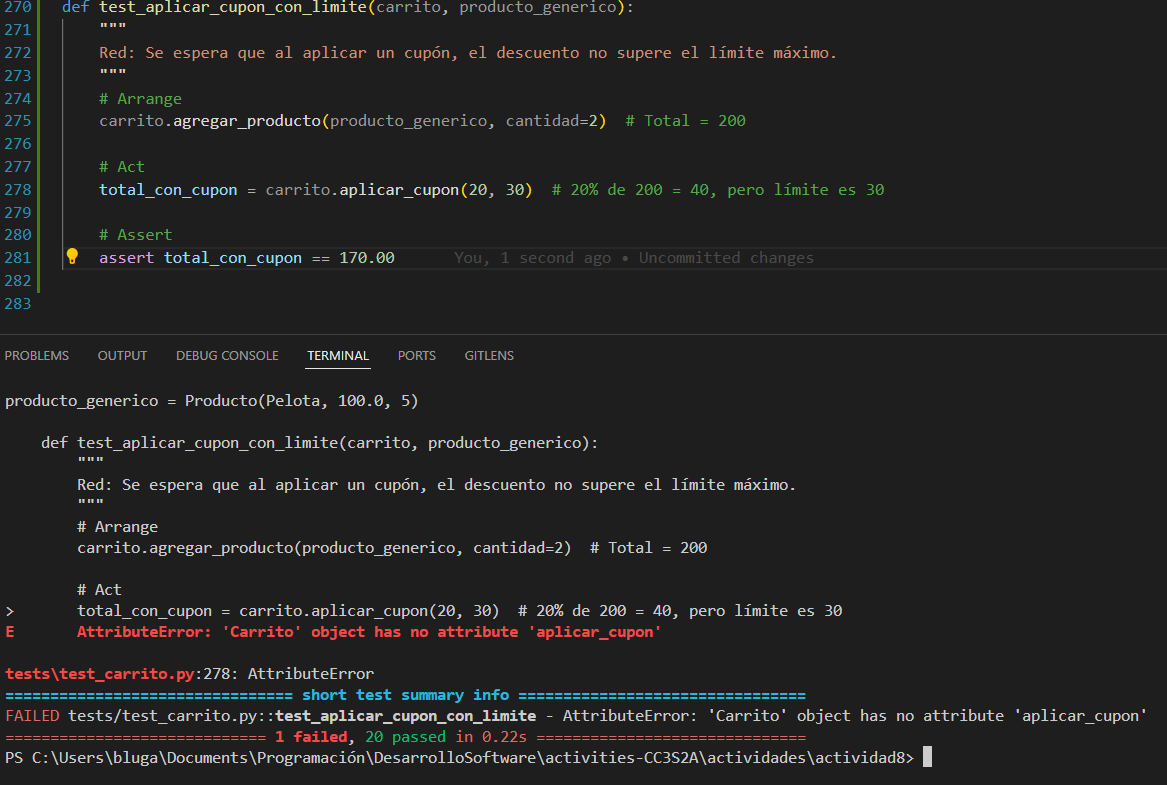 270 def test_aplicar_cupon_con_limite(carrito, producto_generico):
271 """
272 Red: Se espera que al aplicar un cupón, el descuento no supere el límite máximo.
273 """
274 # Arrange
275 carrito.agregar_producto(producto_generico, cantidad=2)  # Total = 200
276
277 # Act
278 total_con_cupon = carrito.aplicar_cupon(20, 30)  # 20% de 200 = 40, pero límite es 30
279
280 # Assert
281 assert total_con_cupon == 170.00 You, 1 second ago • Uncommitted changes
282
283
PROBLEMS OUTPUT DEBUG CONSOLE TERMINAL PORTS GITLENS
producto_generico = Producto(Pelota, 100.0, 5)
def test_aplicar_cupon_con_limite(carrito, producto_generico):
"""
Red: Se espera que al aplicar un cupón, el descuento no supere el límite máximo.
"""
# Arrange
carrito.agregar_producto(producto_generico, cantidad=2)  # Total = 200
# Act
> total_con_cupon = carrito.aplicar_cupon(20, 30)  # 20% de 200 = 40, pero límite es 30
E AttributeError: 'Carrito' object has no attribute 'aplicar_cupon'
tests\test_carrito.py:278: AttributeError
================================ short test summary info ================================
FAILED tests/test_carrito.py::test_aplicar_cupon_con_limite - AttributeError: 'Carrito' object has no attribute 'aplicar_cupon'
============================= 1 failed, 20 passed in 0.22s ==============================
PS C:\Users\bluga\Documents\Programación\DesarrolloSoftware\activities-CC3S2A\actividades\actividad8>